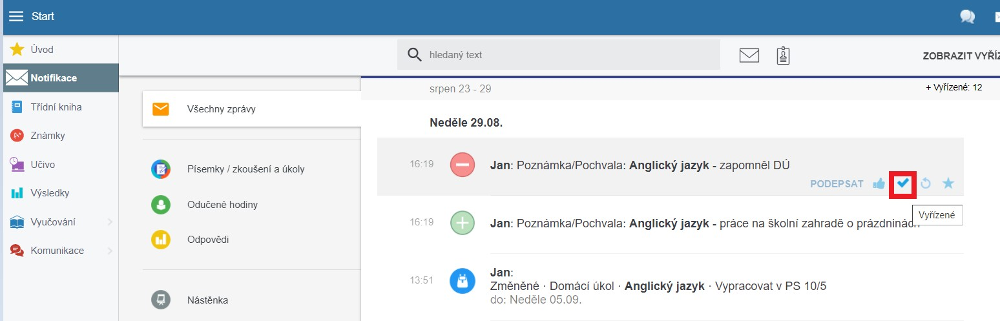 Start
Úvod
Notifikace
Třídní kniha
Známky
Učivo
Výsledky
Vyučování
Komunikace
hledaný text
ZOBRAZIT VYŘÍZ
Všechny zprávy
Písemky / zkoušení a úkoly
Odučené hodiny
Odpovědi
Nástěnka
srpen 23 - 29
+ Vyřízené: 12
Neděle 29.08.
16:19
Jan: Poznámka/Pochvala: Anglický jazyk - zapomněl DÚ
PODEPSAT
Vyřízené
16:19
Jan: Poznámka/Pochvala: Anglický jazyk - práce na školní zahradě o prázdninách
13:51
Jan:
Změněné · Domácí úkol · Anglický jazyk · Vypracovat v PS 10/5
do: Neděle 05.09.